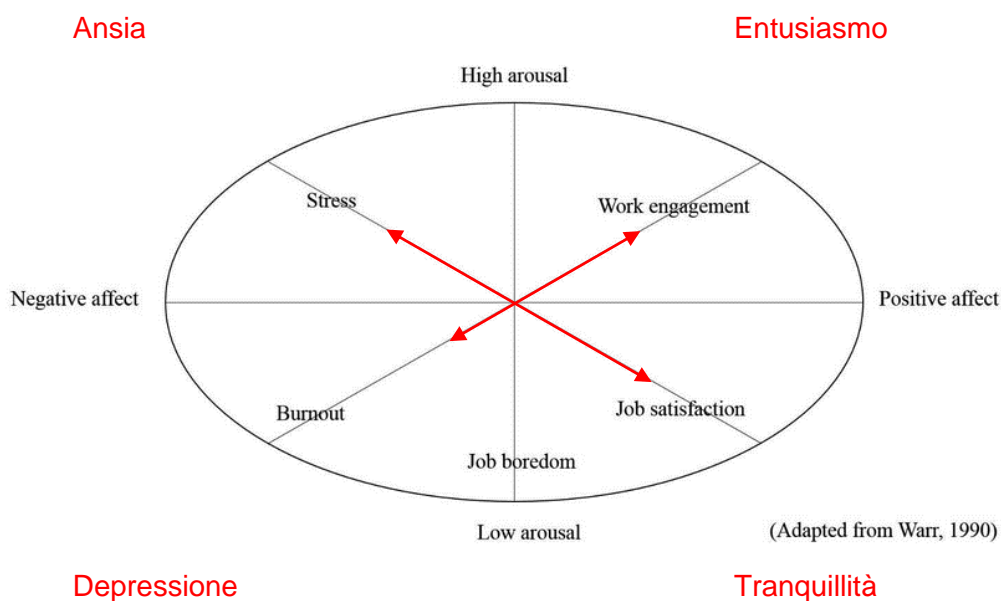 Ansia
Entusiasmo
High arousal
Stress
Work engagement
Negative affect
Positive affect
Burnout
Job satisfaction
Job boredom
Low arousal
(Adapted from Warr, 1990)
Depressione
Tranquillità